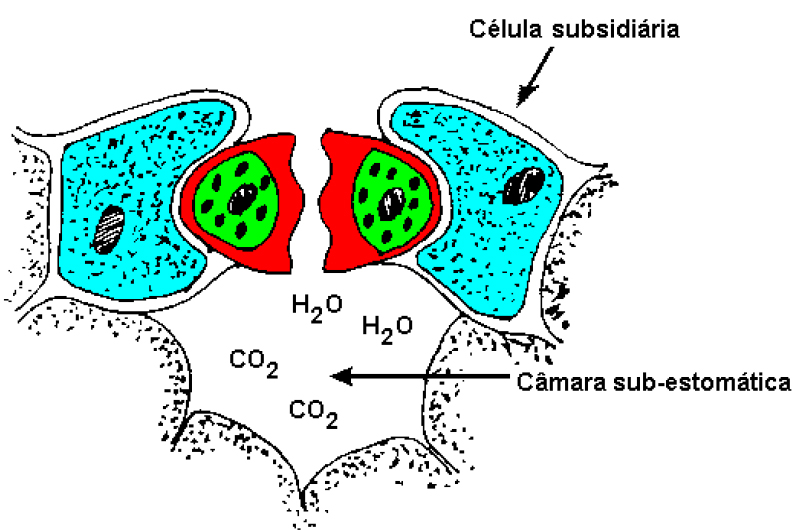 Célula subsidiária
H₂O
H₂O
CO₂
Câmara sub-estomática
CO₂